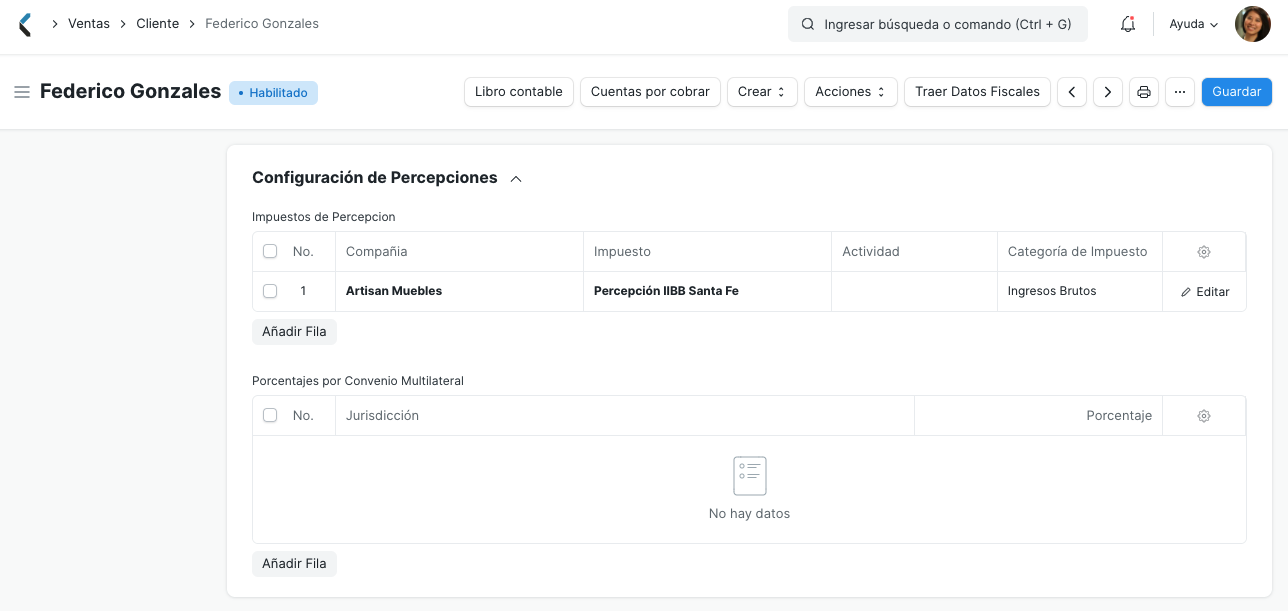 Ventas Cliente Federico Gonzales
Ingresar búsqueda o comando (Ctrl + G)
Ayuda
Federico Gonzales
Habilitado
Libro contable
Cuentas por cobrar
Crear
Acciones
Traer Datos Fiscales
Guardar
Configuración de Percepciones
Impuestos de Percepcion
No. Compañia Impuesto Actividad Categoría de Impuesto
1 Artisan Muebles Percepción IIBB Santa Fe Ingresos Brutos Editar
Añadir Fila
Porcentajes por Convenio Multilateral
No. Jurisdicción Porcentaje
No hay datos
Añadir Fila